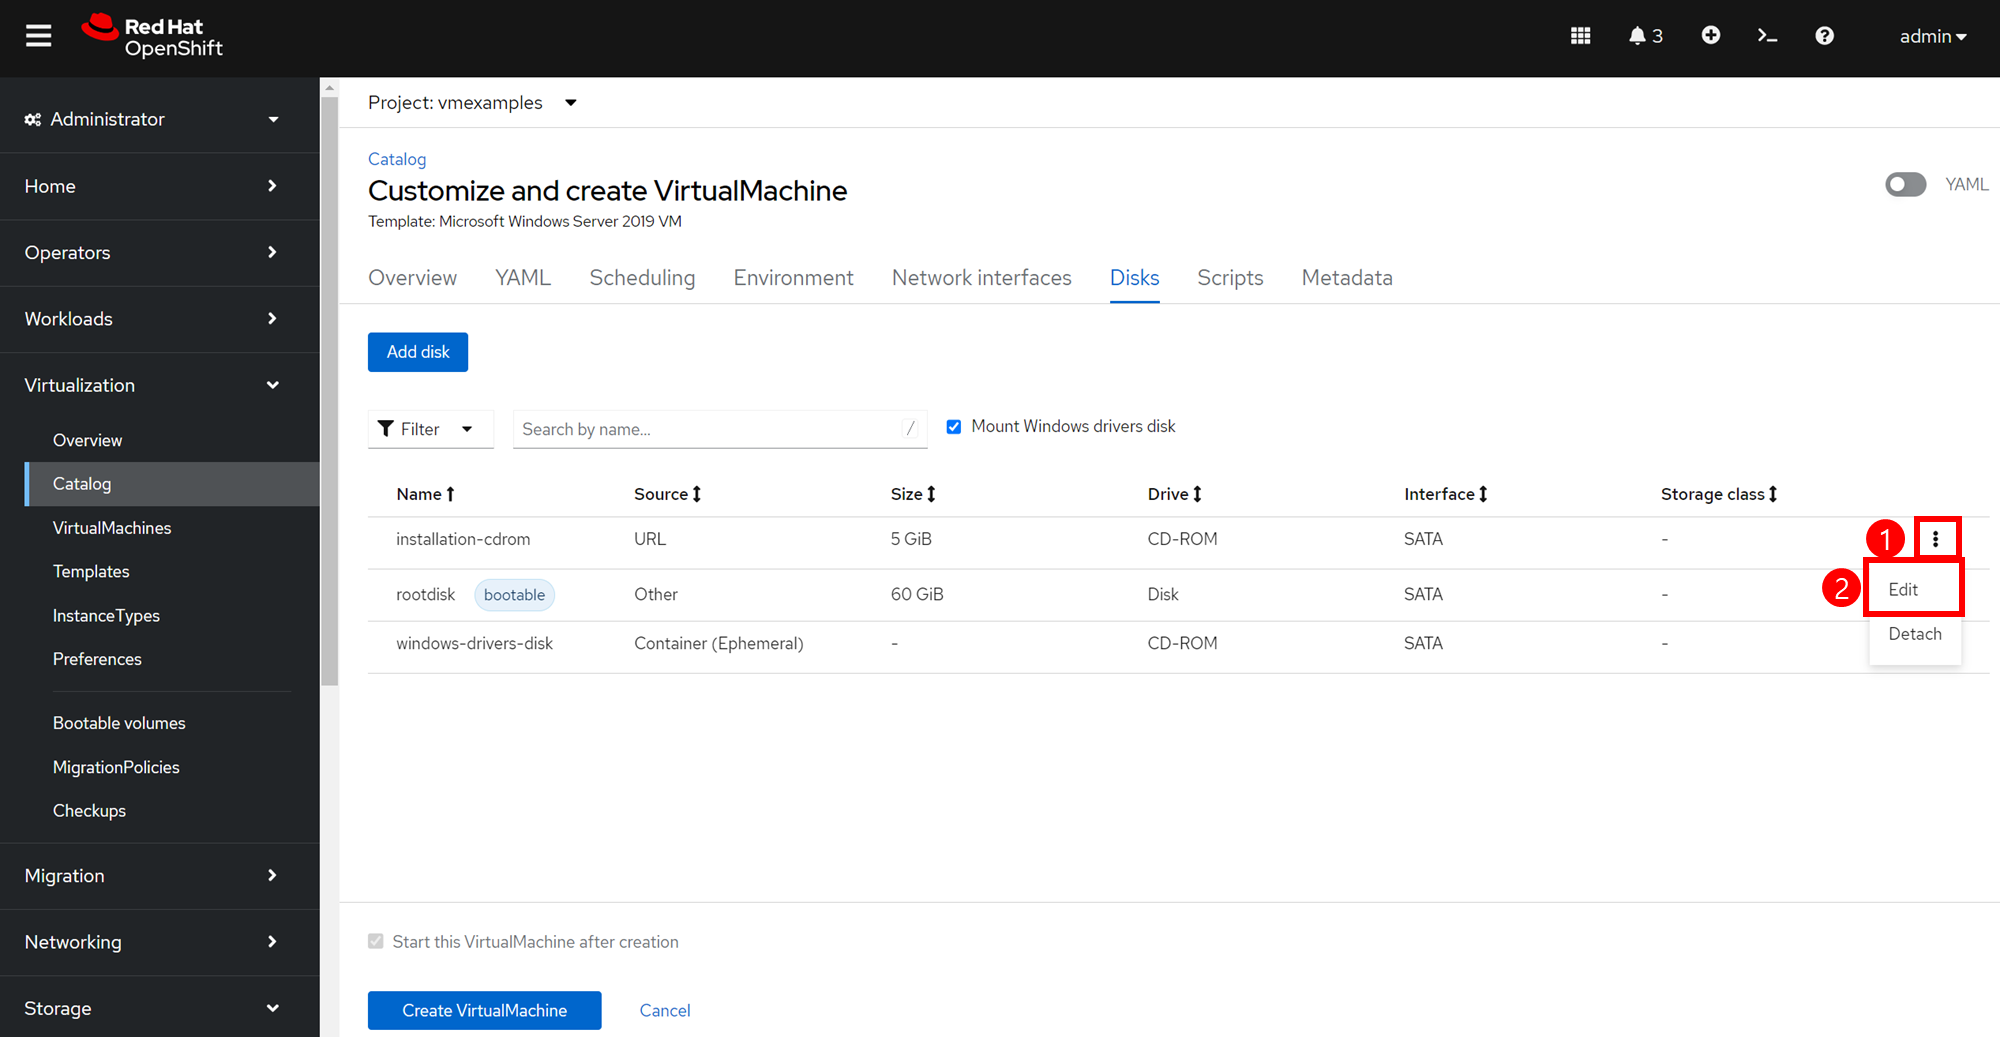 Red Hat
OpenShift
3
admin
Administrator
Home
Operators
Workloads
Virtualization
Overview
Catalog
VirtualMachines
Templates
InstanceTypes
Preferences
Bootable volumes
MigrationPolicies
Checkups
Migration
Networking
Storage
Project: vmexamples
Catalog
Customize and create VirtualMachine
Template: Microsoft Windows Server 2019 VM
YAML
Overview YAML Scheduling Environment Network interfaces Disks Scripts Metadata
Add disk
Filter
Search by name...
/
Mount Windows drivers disk
Name Source Size Drive Interface Storage class
installation-cdrom URL 5 GiB CD-ROM SATA - 1
rootdisk bootable Other 60 GiB Disk SATA - 2 Edit
windows-drivers-disk Container (Ephemeral) - CD-ROM SATA - Detach
Start this VirtualMachine after creation
Create VirtualMachine Cancel